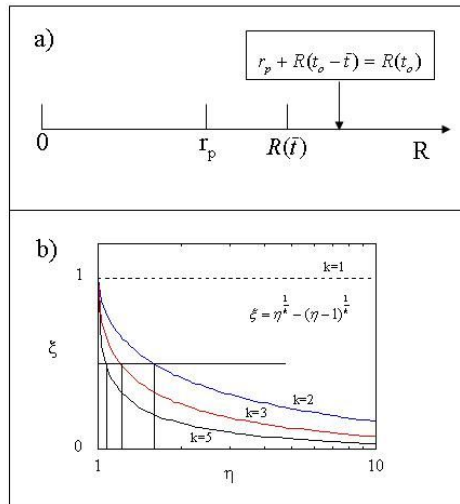 a)
r_p + R(t_o − t̄) = R(t_o)
0 r_p R(t̄) R
b)
k=1
1
ξ = η^{1/k} − (η−1)^{1/k}
ξ
k=2
k=3
k=5
0
1 η 10